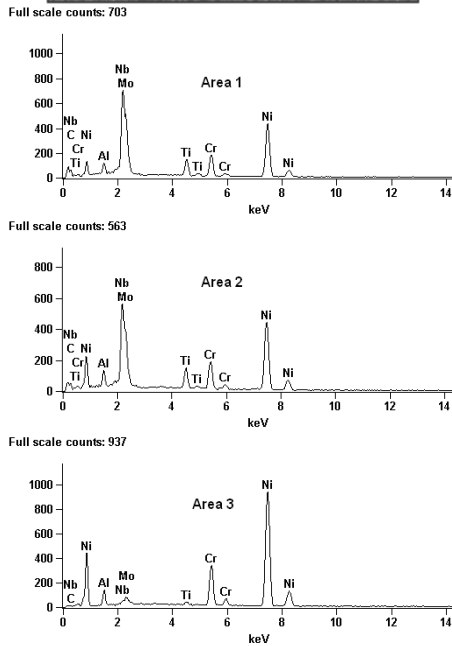 Full scale counts: 703
Area 1
1000
800
600
400
200
0
Nb
C
Cr
Ti
Ni
Al
Nb
Mo
Ti
Ti
Cr
Cr
Ni
Ni
0 2 4 6 8 10 12 14
keV
Full scale counts: 563
Area 2
800
600
400
200
0
Nb
C
Cr
Ti
Ni
Al
Nb
Mo
Ti
Ti
Cr
Cr
Ni
Ni
0 2 4 6 8 10 12 14
keV
Full scale counts: 937
Area 3
1000
800
600
400
200
0
Nb
C
Ni
Al
Mo
Nb
Ti
Cr
Cr
Ni
Ni
0 2 4 6 8 10 12 14
keV